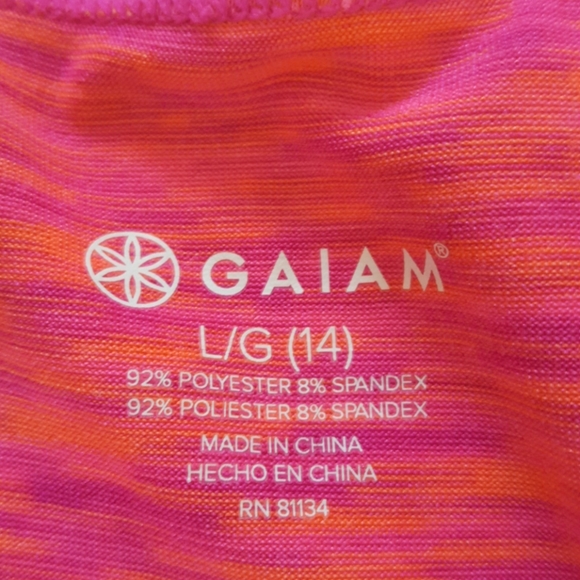 GAIAM®
L/G (14)
92% POLYESTER 8% SPANDEX
92% POLIESTER 8% SPANDEX
MADE IN CHINA
HECHO EN CHINA
RN 81134